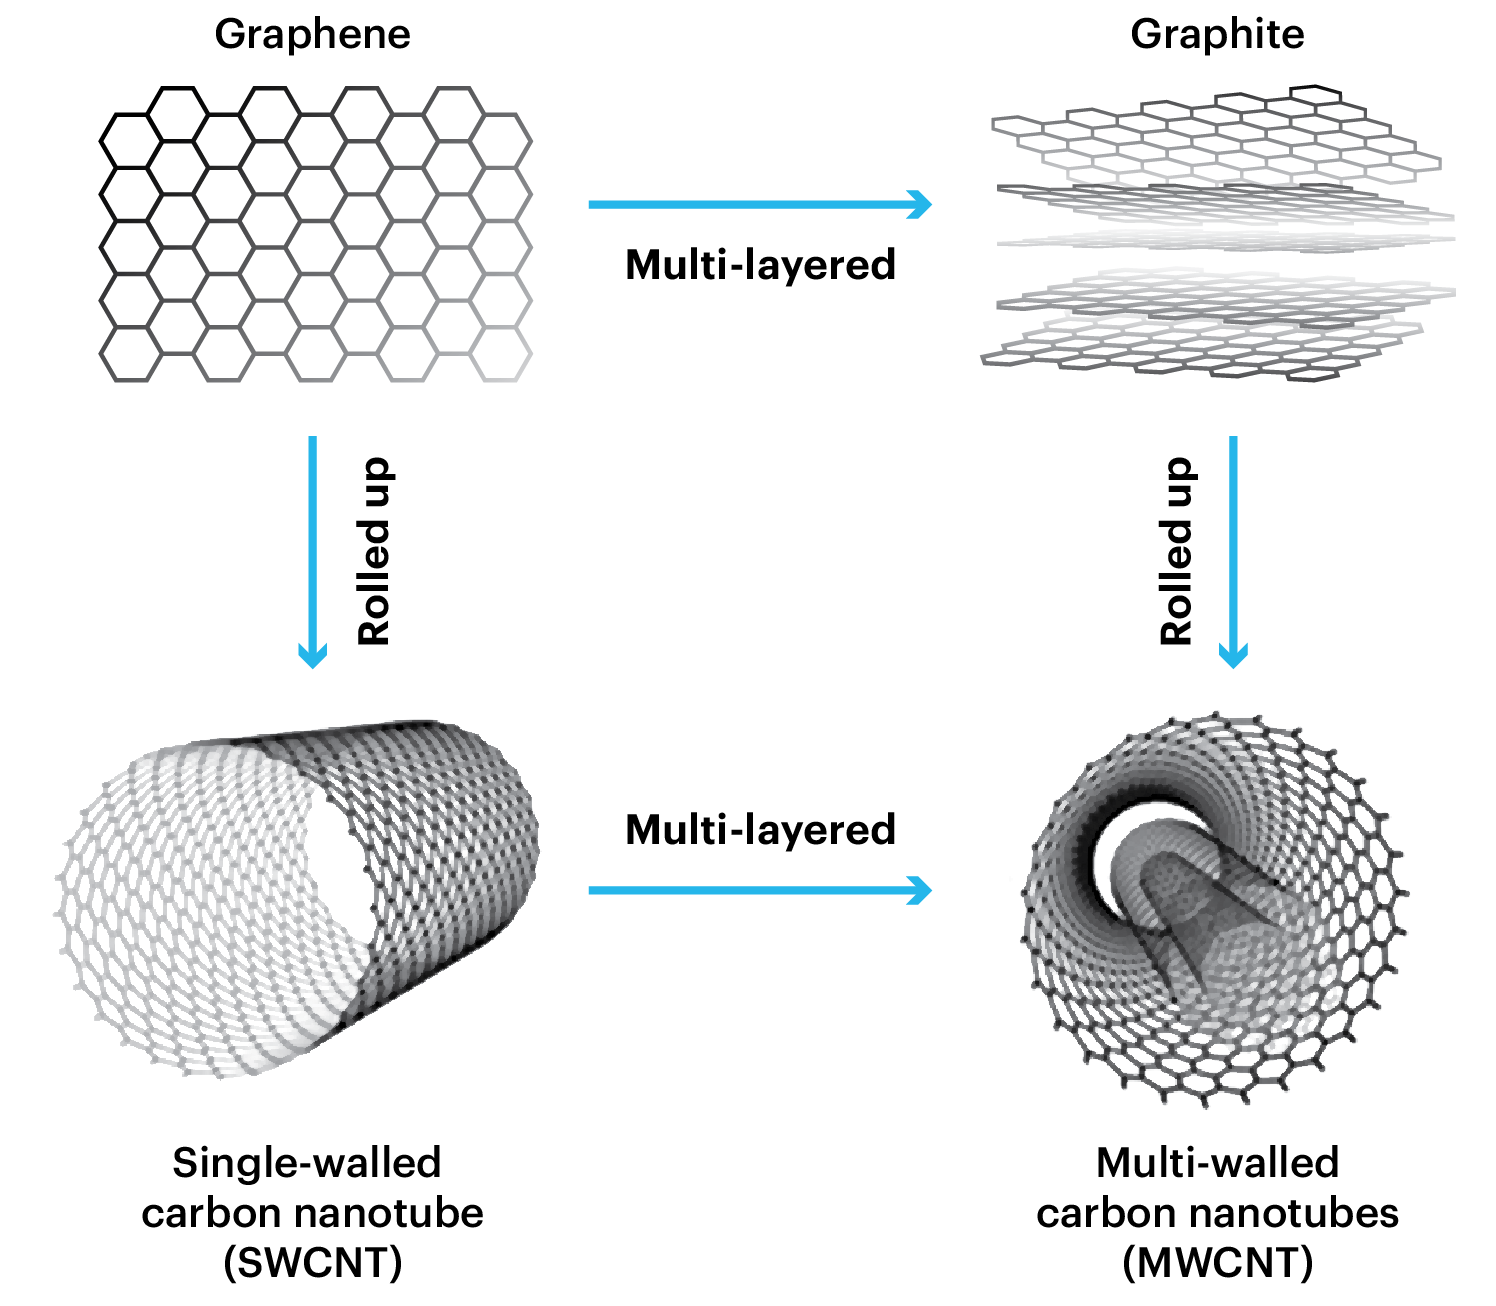 Graphene
Graphite
Multi-layered
Rolled up
Rolled up
Multi-layered
Single-walled
carbon nanotube
(SWCNT)
Multi-walled
carbon nanotubes
(MWCNT)